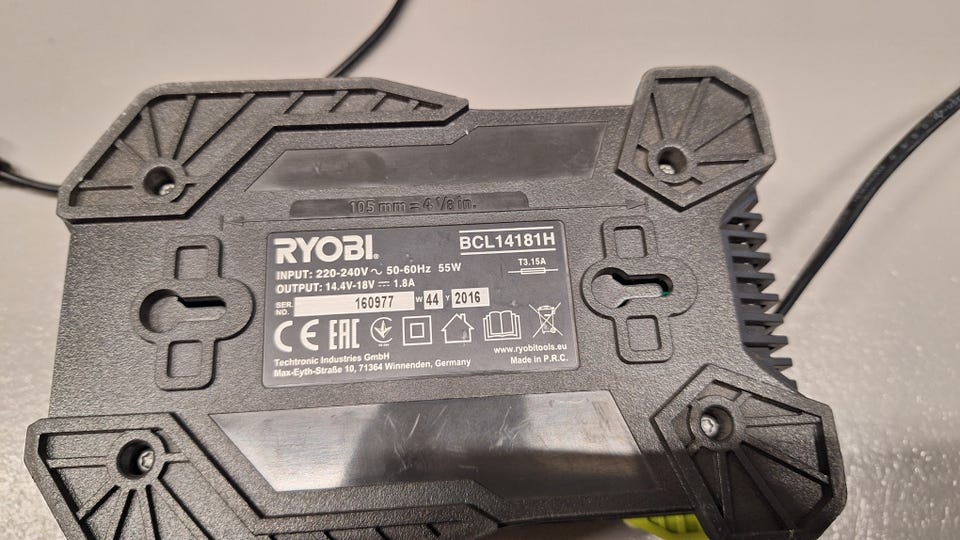 105 mm = 4 1/8 in.
RYOBI®
BCL14181H
INPUT: 220-240V ~ 50-60Hz 55W
T3.15A
OUTPUT: 14.4V-18V ⎓ 1.8A
SER. NO. 160977 W 44 Y 2016
CE EAC
www.ryobitools.eu
Techtronic Industries GmbH
Max-Eyth-Straße 10, 71364 Winnenden, Germany
Made in P.R.C.